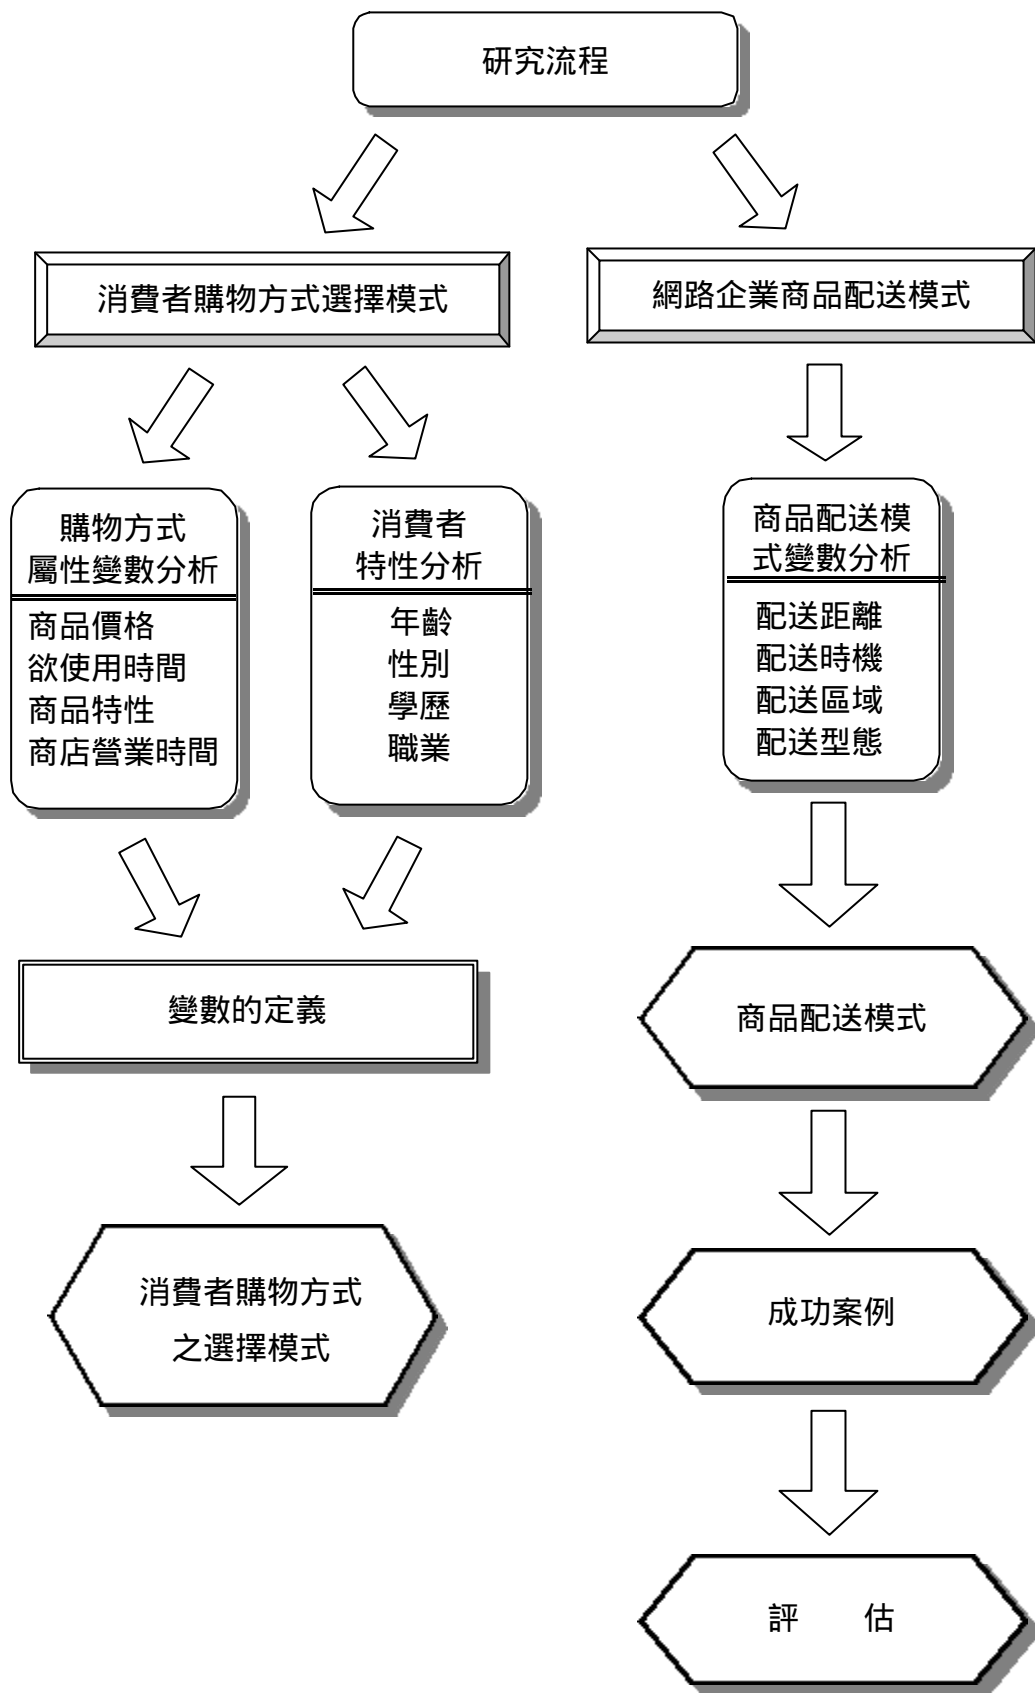 研究流程
消費者購物方式選擇模式
網路企業商品配送模式
購物方式
屬性變數分析
商品價格
欲使用時間
商品特性
商店營業時間
消費者
特性分析
年齡
性別
學歷
職業
商品配送模
式變數分析
配送距離
配送時機
配送區域
配送型態
變數的定義
商品配送模式
消費者購物方式
之選擇模式
成功案例
評　　估